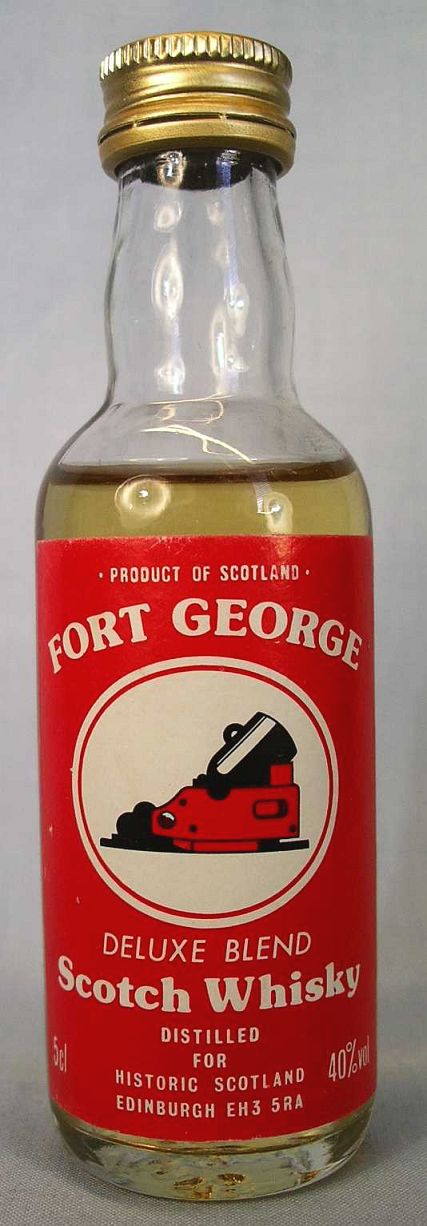 · PRODUCT OF SCOTLAND ·
FORT GEORGE
DELUXE BLEND
Scotch Whisky
DISTILLED
FOR
HISTORIC SCOTLAND
EDINBURGH EH3 5RA
5cl
40%vol